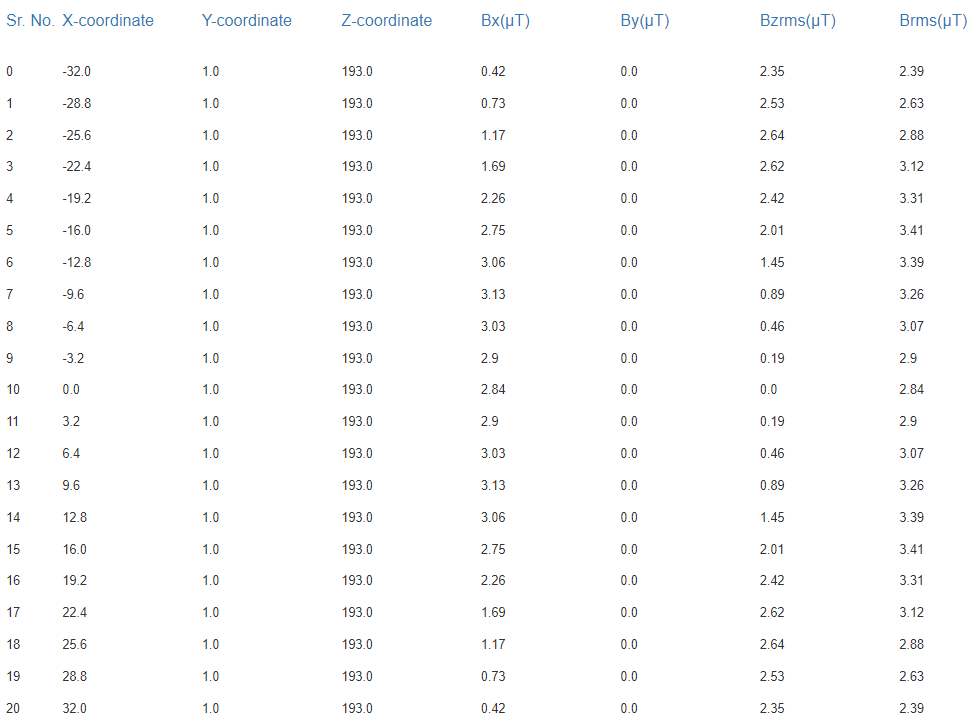 Sr. No. X-coordinate Y-coordinate Z-coordinate Bx(μT) By(μT) Bzrms(μT) Brms(μT)
0 -32.0 1.0 193.0 0.42 0.0 2.35 2.39
1 -28.8 1.0 193.0 0.73 0.0 2.53 2.63
2 -25.6 1.0 193.0 1.17 0.0 2.64 2.88
3 -22.4 1.0 193.0 1.69 0.0 2.62 3.12
4 -19.2 1.0 193.0 2.26 0.0 2.42 3.31
5 -16.0 1.0 193.0 2.75 0.0 2.01 3.41
6 -12.8 1.0 193.0 3.06 0.0 1.45 3.39
7 -9.6 1.0 193.0 3.13 0.0 0.89 3.26
8 -6.4 1.0 193.0 3.03 0.0 0.46 3.07
9 -3.2 1.0 193.0 2.9 0.0 0.19 2.9
10 0.0 1.0 193.0 2.84 0.0 0.0 2.84
11 3.2 1.0 193.0 2.9 0.0 0.19 2.9
12 6.4 1.0 193.0 3.03 0.0 0.46 3.07
13 9.6 1.0 193.0 3.13 0.0 0.89 3.26
14 12.8 1.0 193.0 3.06 0.0 1.45 3.39
15 16.0 1.0 193.0 2.75 0.0 2.01 3.41
16 19.2 1.0 193.0 2.26 0.0 2.42 3.31
17 22.4 1.0 193.0 1.69 0.0 2.62 3.12
18 25.6 1.0 193.0 1.17 0.0 2.64 2.88
19 28.8 1.0 193.0 0.73 0.0 2.53 2.63
20 32.0 1.0 193.0 0.42 0.0 2.35 2.39